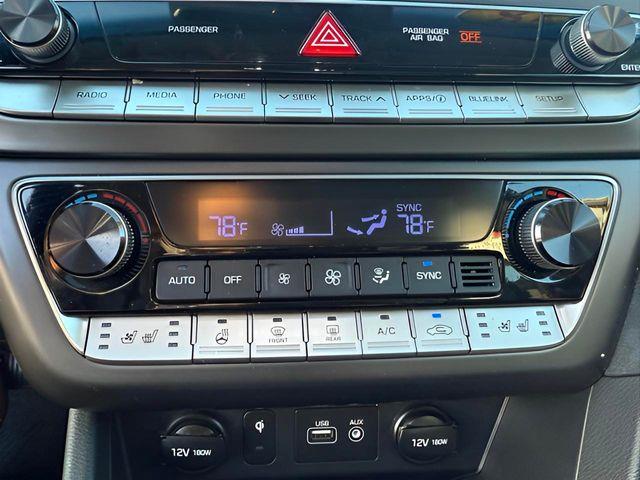 PASSENGER
PASSENGER
AIR BAG OFF
RADIO MEDIA PHONE SEEK TRACK APPS/i BLUELINK SETUP
78°F SYNC 78°F
AUTO OFF SYNC
FRONT REAR A/C
USB AUX
12V 180W 12V 180W